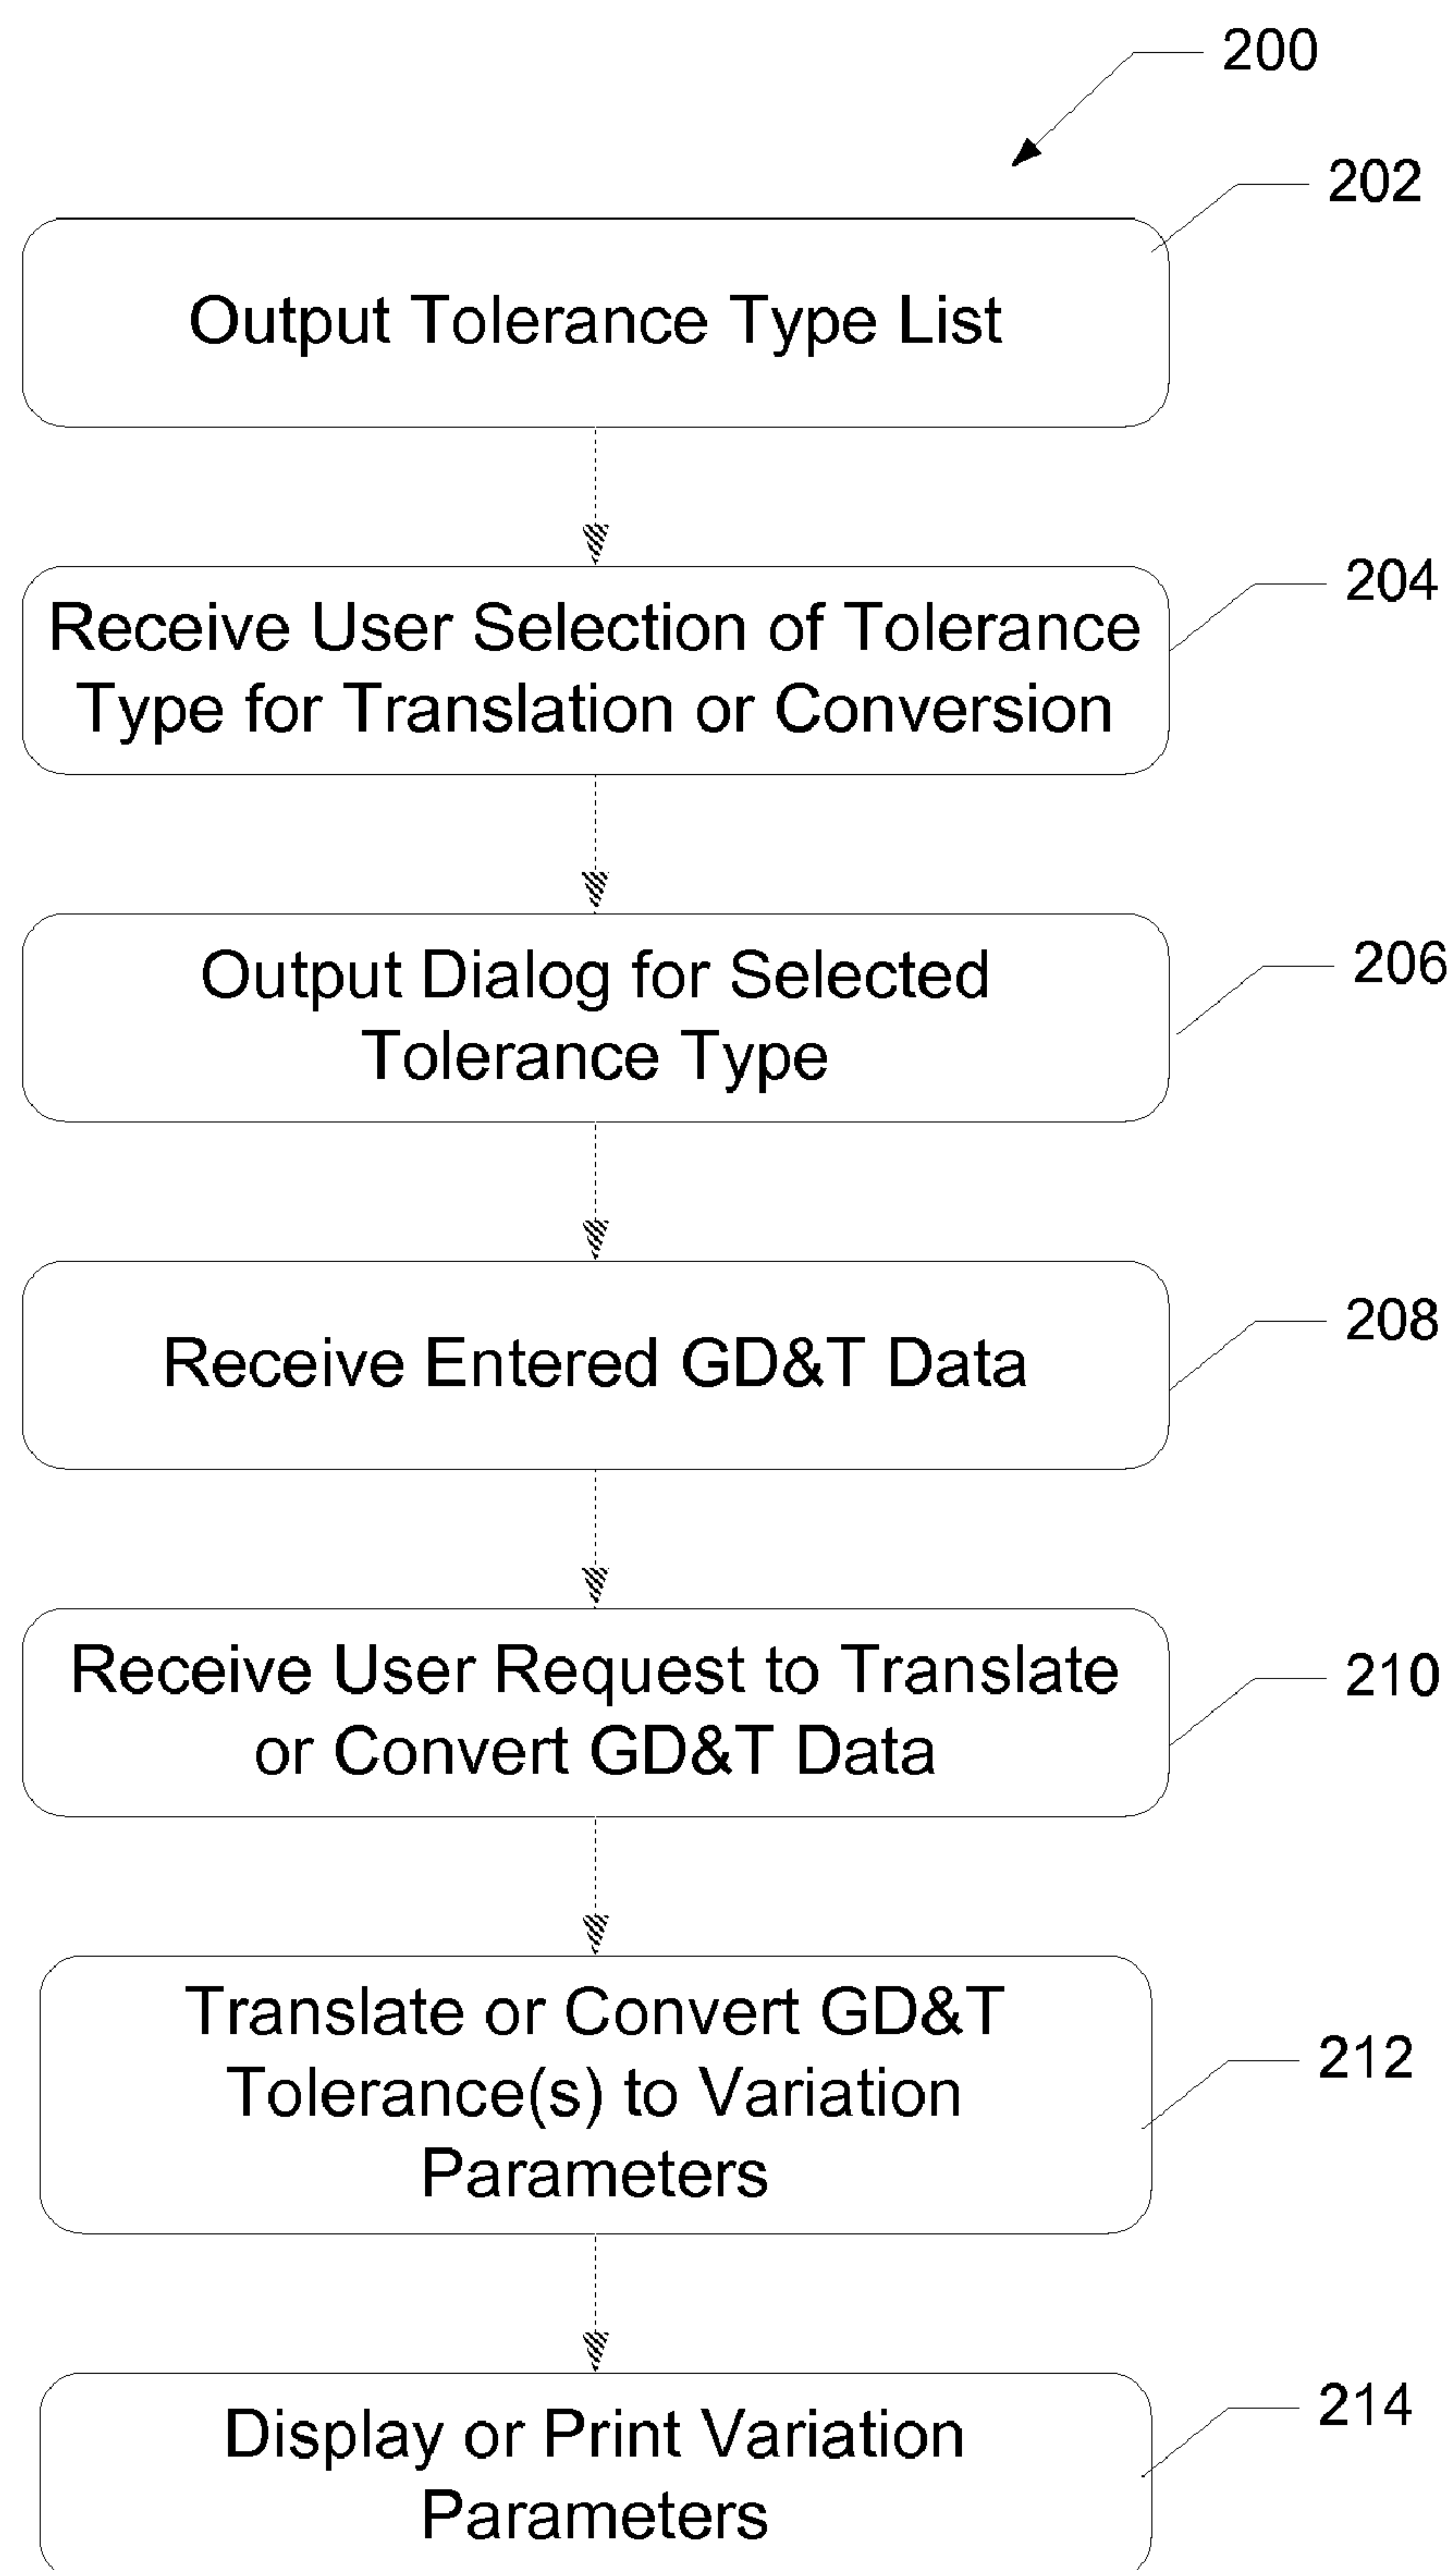 200
202
Output Tolerance Type List
204
Receive User Selection of Tolerance
Type for Translation or Conversion
206
Output Dialog for Selected
Tolerance Type
208
Receive Entered GD&T Data
210
Receive User Request to Translate
or Convert GD&T Data
212
Translate or Convert GD&T
Tolerance(s) to Variation
Parameters
214
Display or Print Variation
Parameters